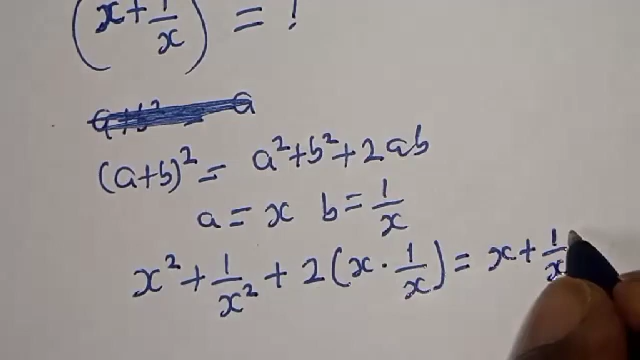 (x + 1/x) = ?
(a+b)² = a² + b² + 2ab
a = x b = 1/x
x² + 1/x² + 2(x · 1/x) = x + 1/x